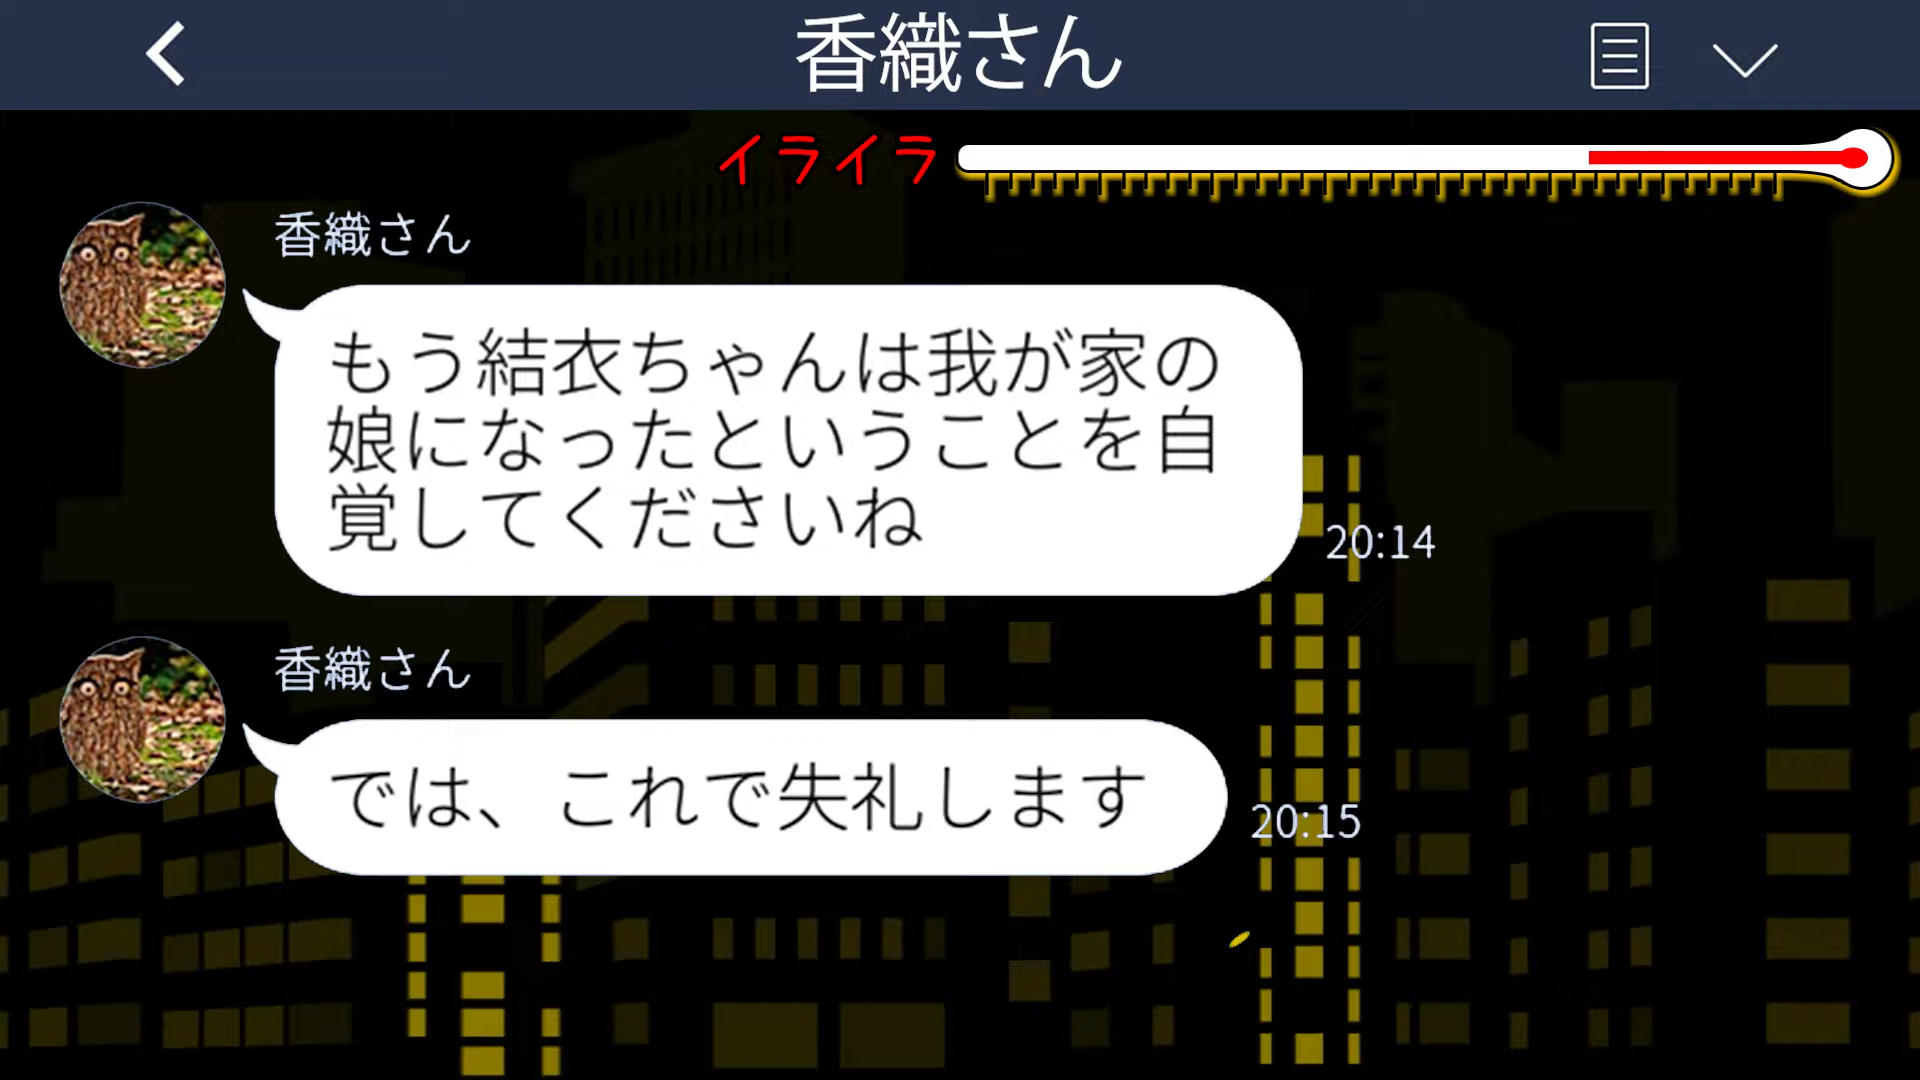 香織さん
イライラ
香織さん
もう結衣ちゃんは我が家の
娘になったということを自
覚してくださいね
20:14
香織さん
では、これで失礼します
20:15